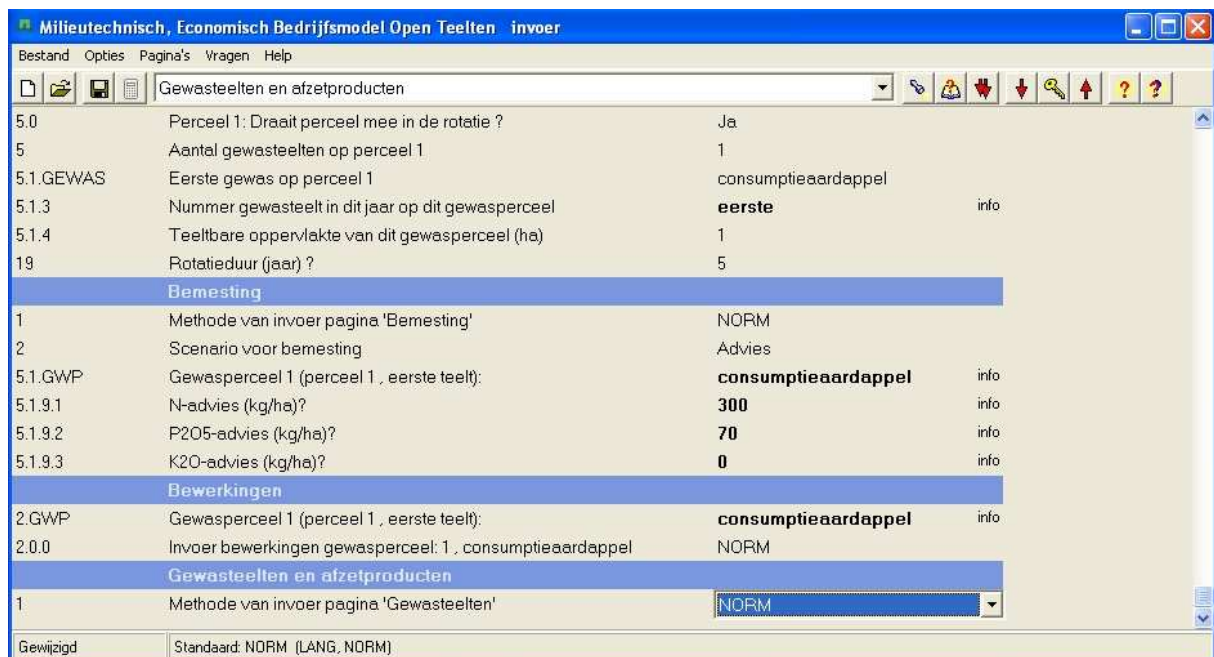 Milieutechnisch, Economisch Bedrijfsmodel Open Teelten invoer
Bestand Opties Pagina's Vragen Help
Gewasteelten en afzetproducten
5.0 Perceel 1: Draait perceel mee in de rotatie ? Ja
5 Aantal gewasteelten op perceel 1 1
5.1.GEWAS Eerste gewas op perceel 1 consumptieaardappel
5.1.3 Nummer gewasteelt in dit jaar op dit gewasperceel eerste info
5.1.4 Teeltbare oppervlakte van dit gewasperceel (ha) 1
19 Rotatieduur (jaar) ? 5
Bemesting
1 Methode van invoer pagina 'Bemesting' NORM
2 Scenario voor bemesting Advies
5.1.GWP Gewasperceel 1 (perceel 1 , eerste teelt): consumptieaardappel info
5.1.9.1 N-advies (kg/ha)? 300 info
5.1.9.2 P2O5-advies (kg/ha)? 70 info
5.1.9.3 K2O-advies (kg/ha)? 0 info
Bewerkingen
2.GWP Gewasperceel 1 (perceel 1 , eerste teelt): consumptieaardappel info
2.0.0 Invoer bewerkingen gewasperceel: 1 , consumptieaardappel NORM
Gewasteelten en afzetproducten
1 Methode van invoer pagina 'Gewasteelten' NORM
Gewijzigd Standaard: NORM (LANG, NORM)